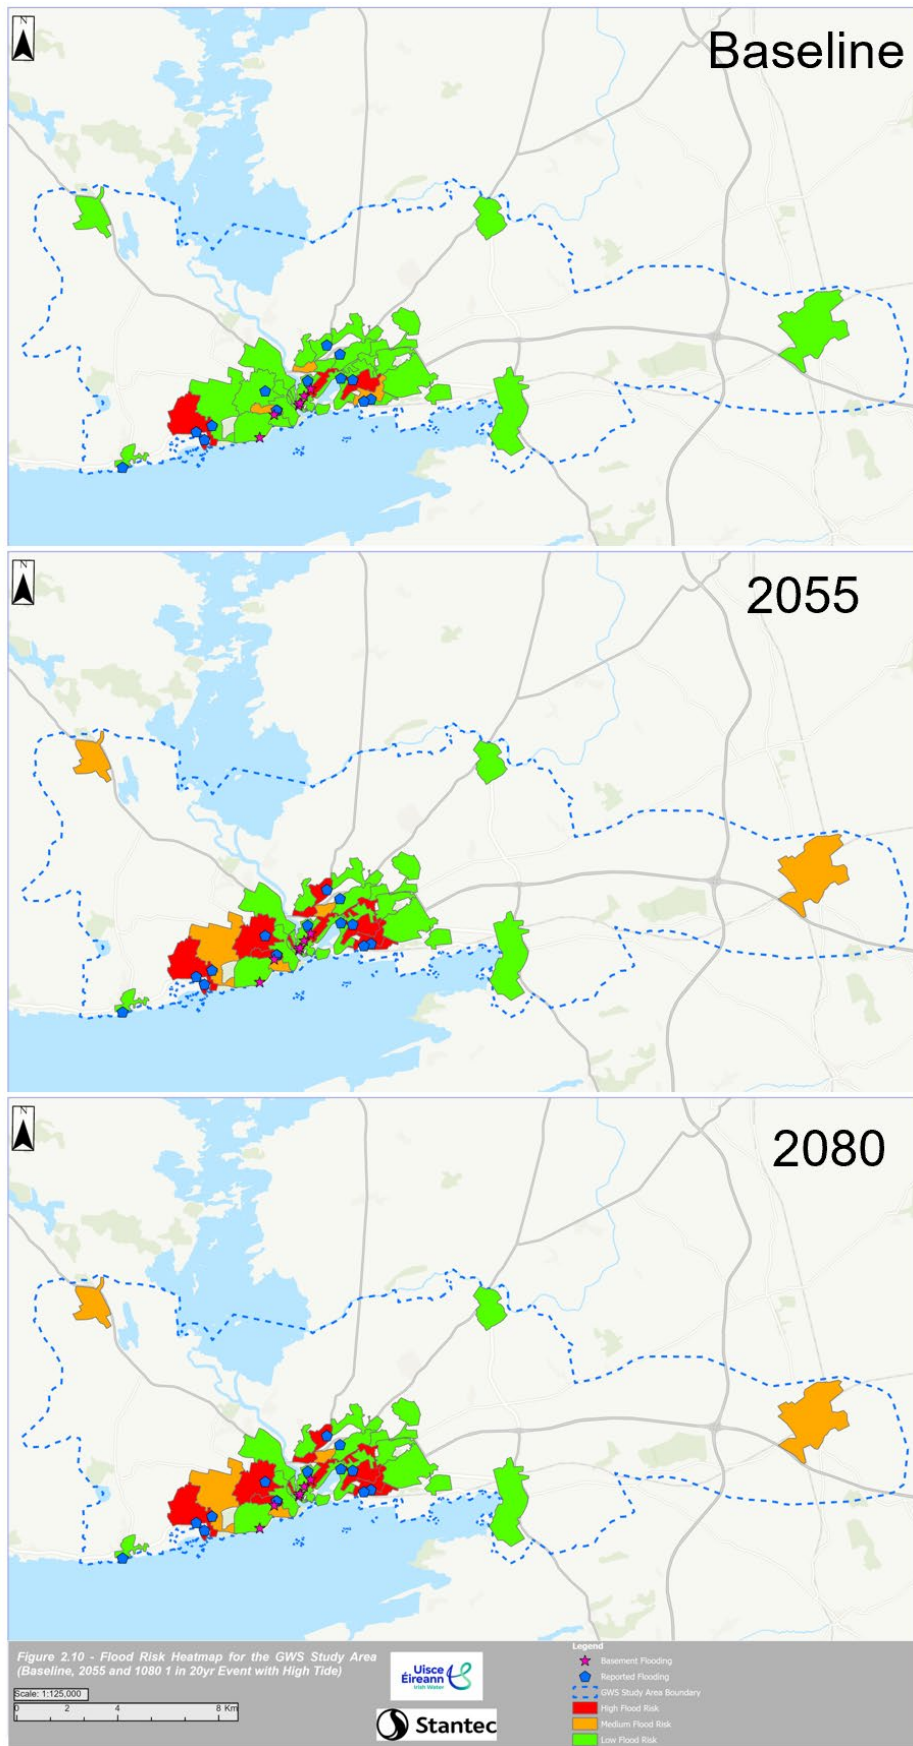 N
Baseline
N
2055
N
2080
Figure 2.10 - Flood Risk Heatmap for the GWS Study Area
(Baseline, 2055 and 1080 1 in 20yr Event with High Tide)
Scale: 1:125,000
0 2 4 8 Km
Uisce
Éireann
Irish Water
Stantec
Legend
Basement Flooding
Reported Flooding
GWS Study Area Boundary
High Flood Risk
Medium Flood Risk
Low Flood Risk